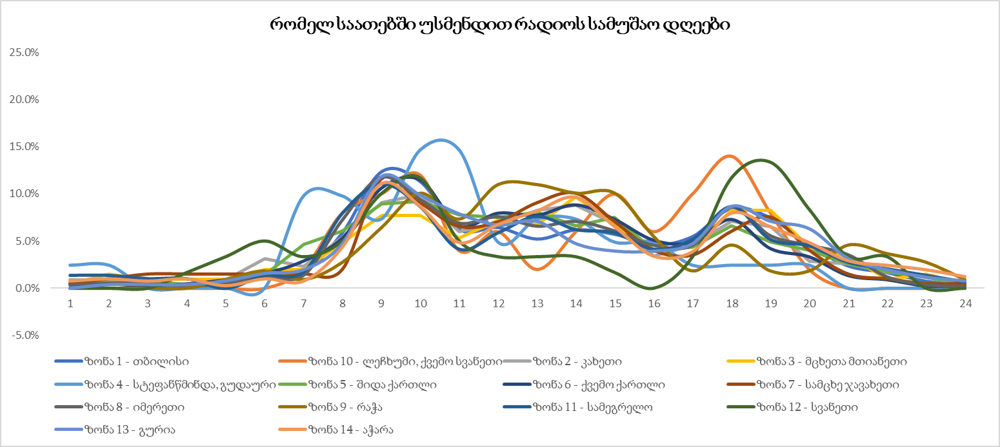 რომელ საათებში უსმენდით რადიოს სამუშაო დღეები
25.0%
20.0%
15.0%
10.0%
5.0%
0.0%
-5.0%
1 2 3 4 5 6 7 8 9 10 11 12 13 14 15 16 17 18 19 20 21 22 23 24
ზონა 1 - თბილისი ზონა 10 - ლეჩხუმი, ქვემო სვანეთი ზონა 2 - კახეთი ზონა 3 - მცხეთა მთიანეთი
ზონა 4 - სტეფანწმინდა, გუდაური ზონა 5 - შიდა ქართლი ზონა 6 - ქვემო ქართლი ზონა 7 - სამცხე ჯავახეთი
ზონა 8 - იმერეთი ზონა 9 - რაჭა ზონა 11 - სამეგრელო ზონა 12 - სვანეთი
ზონა 13 - გურია ზონა 14 - აჭარა